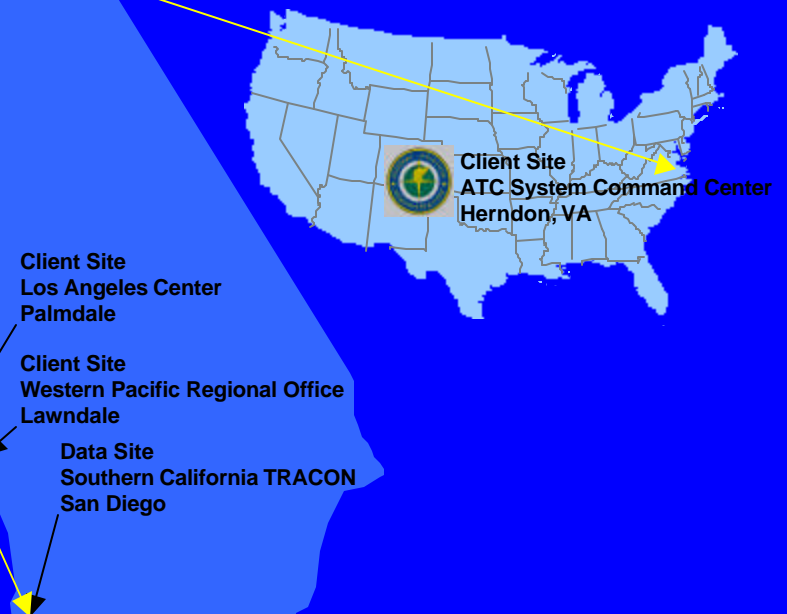 Client Site
ATC System Command Center
Herndon, VA
Client Site
Los Angeles Center
Palmdale
Client Site
Western Pacific Regional Office
Lawndale
Data Site
Southern California TRACON
San Diego